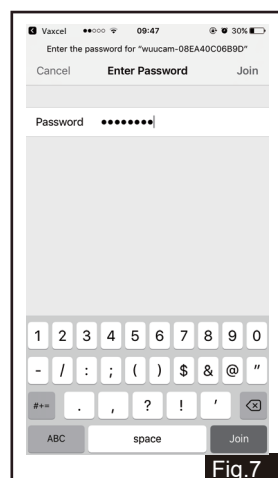 Vaxcel 09:47 30%
Enter the password for “wuucam-08EA40C06B9D”
Cancel Enter Password Join
Password ••••••••
1 2 3 4 5 6 7 8 9 0
- / : ; ( ) $ & @ "
#+= . , ? ! '
ABC space Join
Fig.7